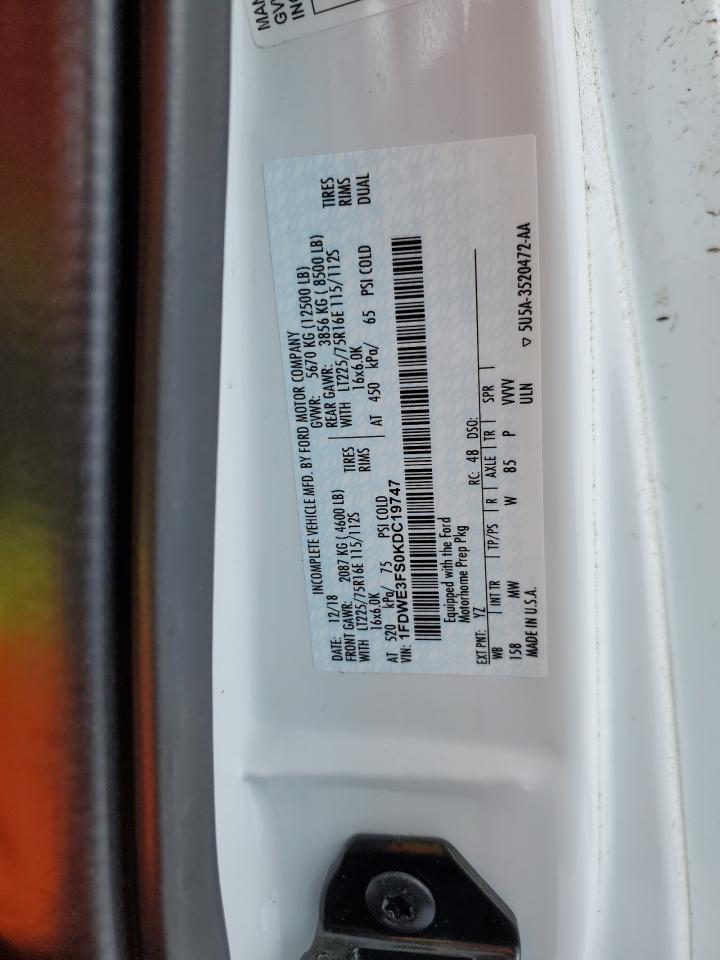 MAN
GV
INC
INCOMPLETE VEHICLE MFD. BY FORD MOTOR COMPANY
DATE: 12/18 GVWR: 5670 KG (12500 LB)
FRONT GAWR: 2087 KG ( 4600 LB) REAR GAWR: 3856 KG ( 8500 LB)
WITH LT225/75R16E 115/112S TIRES WITH LT225/75R16E 115/112S TIRES
16x6.0K RIMS 16x6.0K RIMS
AT 520 kPa/ 75 PSI COLD AT 450 kPa/ 65 PSI COLD DUAL
VIN: 1FDWE3FS0KDC19747
Equipped with the Ford
Motorhome Prep Pkg
EXT PNT: YZ RC: 48 DSO:
WB INT TR TP/PS R AXLE TR SPR
158 MW W 85 P VVVV
MADE IN U.S.A. ULN
▽ 5U5A-3520472-AA